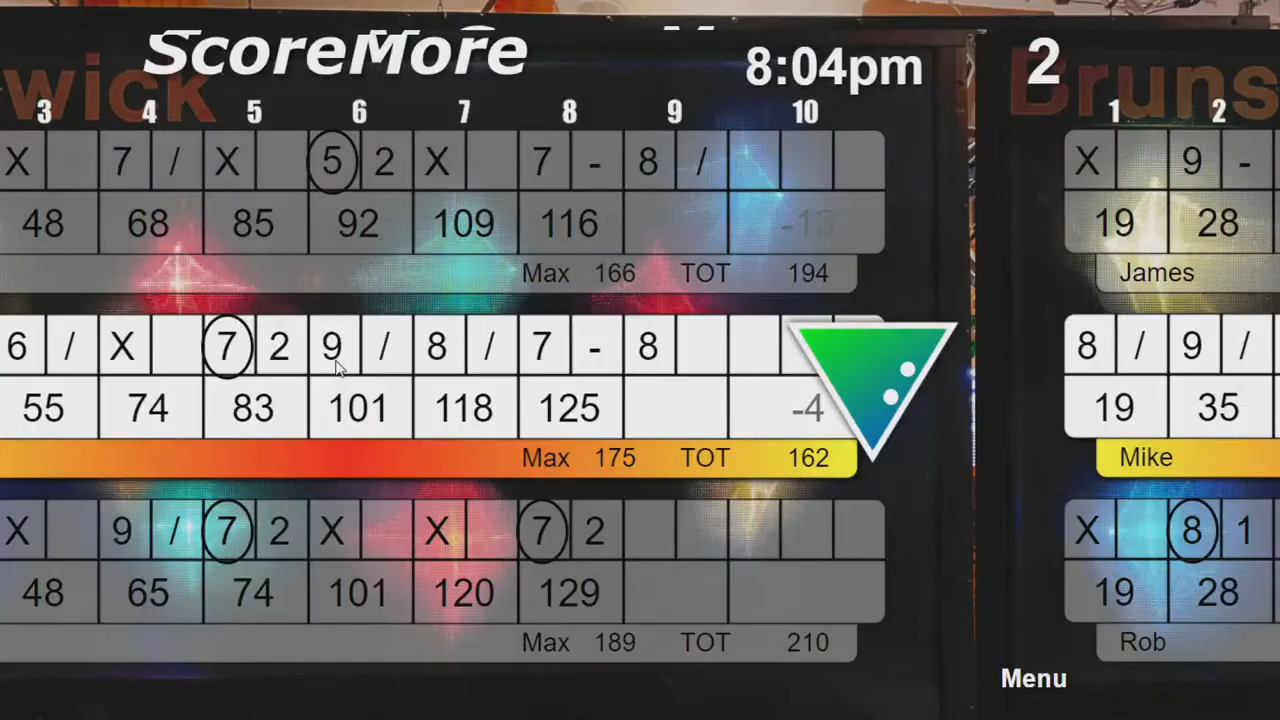 wick
ScoreMore
8:04pm
2
Bruns
3 4 5 6 7 8 9 10 1 2
X 7 / X 5 2 X 7 - 8 / X 9 -
48 68 85 92 109 116 -13 19 28
Max 166 TOT 194 James
6 / X 7 2 9 / 8 / 7 - 8 8 / 9 /
55 74 83 101 118 125 -4 19 35
Max 175 TOT 162 Mike
X 9 / 7 2 X X 7 2 X 8 1
48 65 74 101 120 129 19 28
Max 189 TOT 210 Rob
Menu